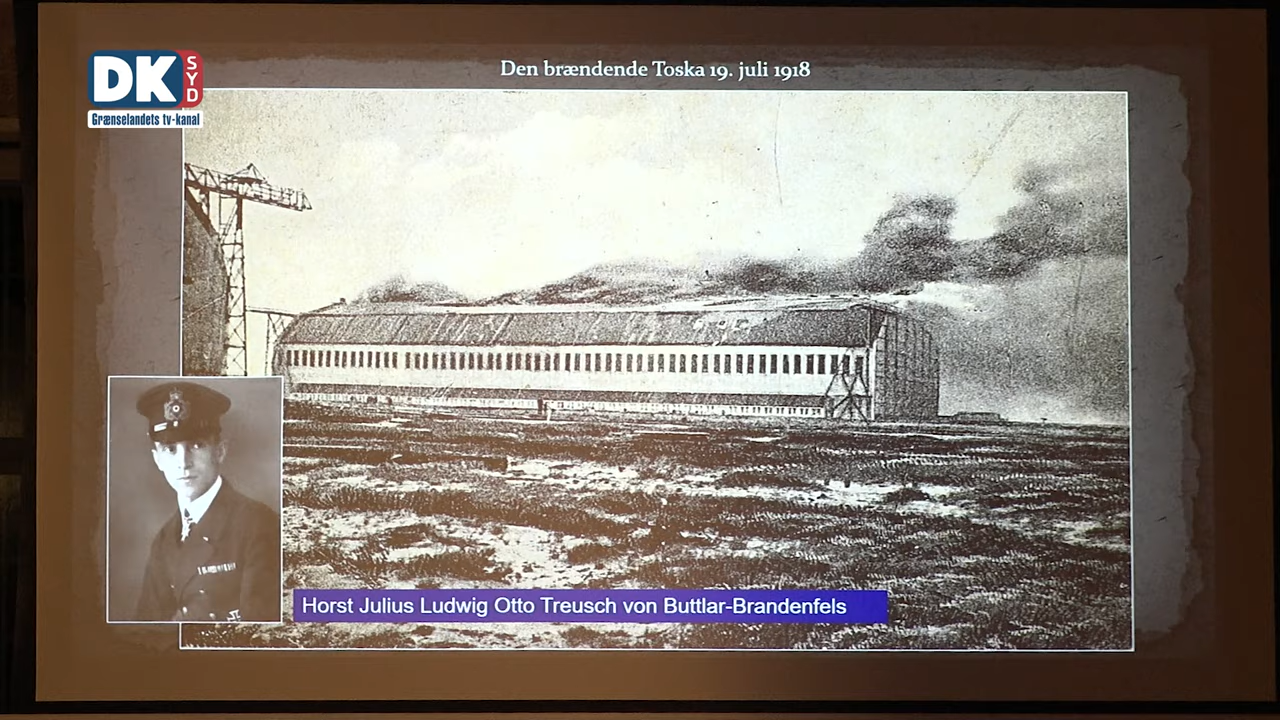 DK
SYD
Grænselandets tv-kanal
Den brændende Toska 19. juli 1918
Horst Julius Ludwig Otto Treusch von Buttlar-Brandenfels